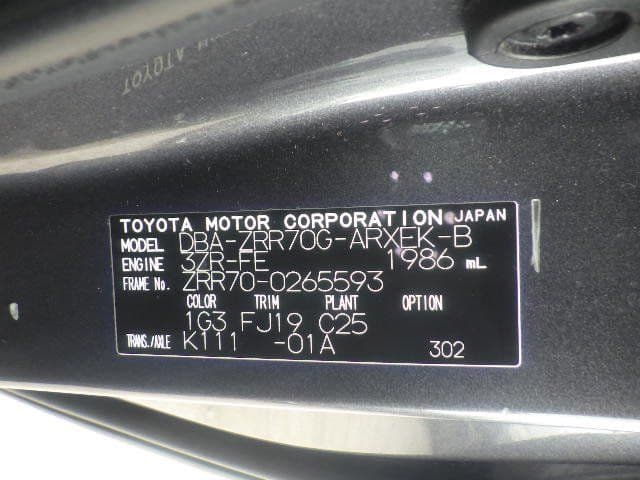 TOYOTA MOTOR CORPORATION JAPAN
MODEL DBA-ZRR70G-ARXEK-B
ENGINE 3ZR-FE 1986 mL
FRAME No. ZRR70-0265593
COLOR TRIM PLANT OPTION
1G3 FJ19 C25
TRANS./AXLE K111 -01A 302